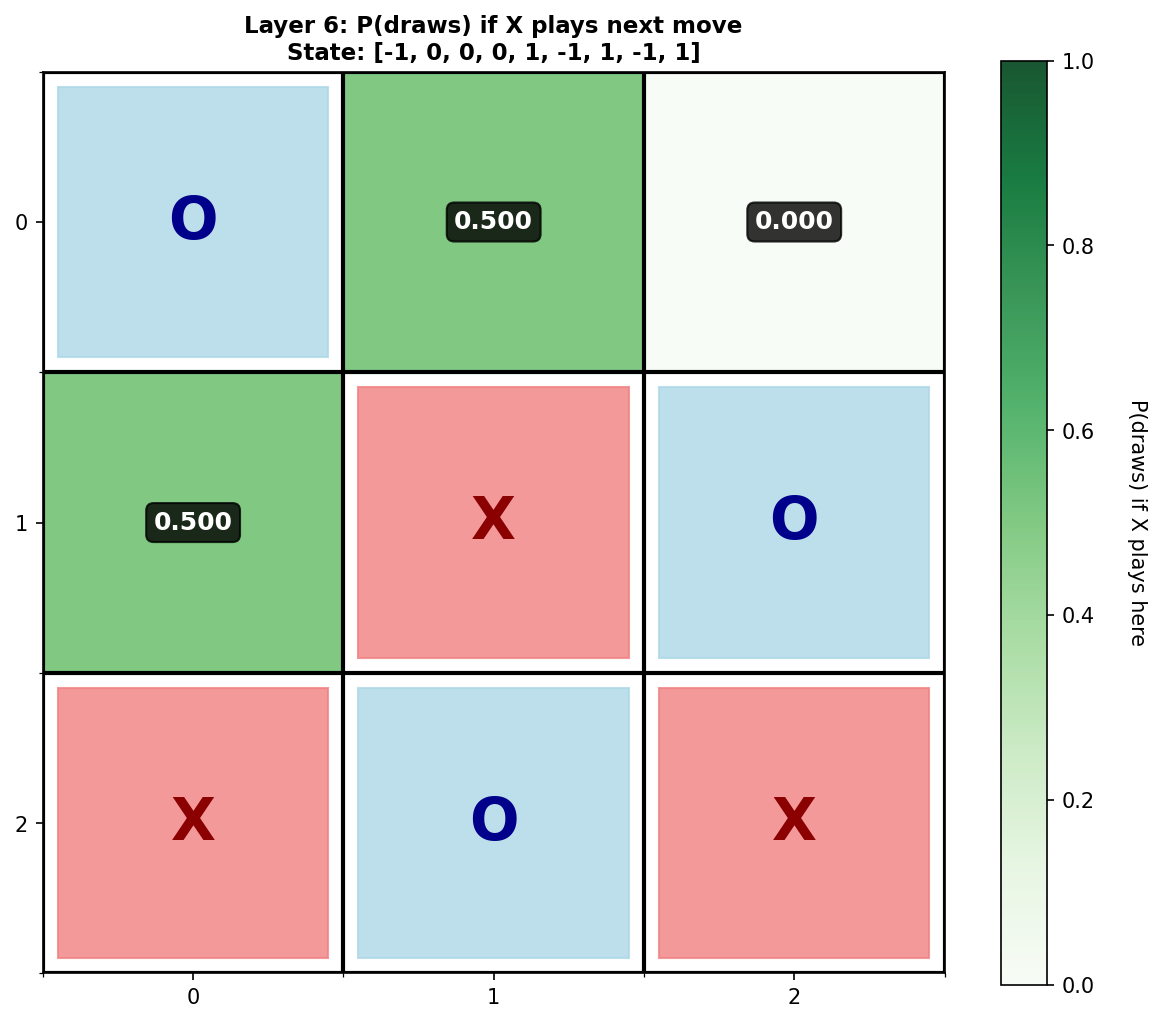 Layer 6: P(draws) if X plays next move
State: [-1, 0, 0, 0, 1, -1, 1, -1, 1]
0
O
0.500
0.000
1
0.500
X
O
2
X
O
X
0
1
2
1.0
0.8
0.6
0.4
0.2
0.0
P(draws) if X plays here